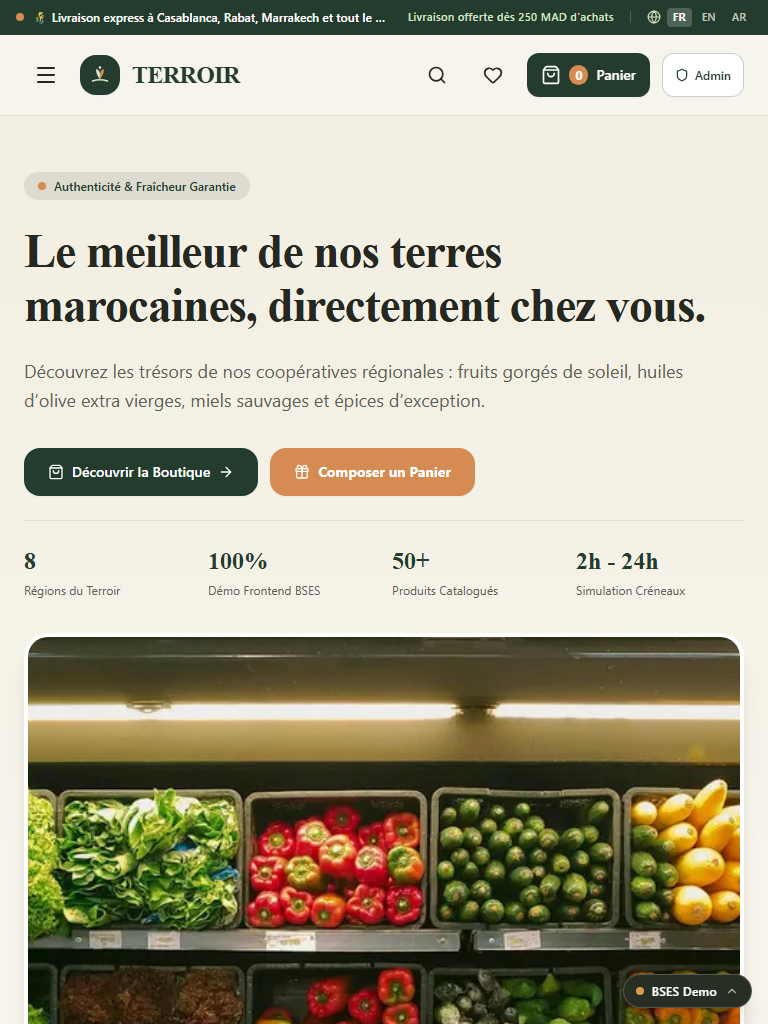 Livraison express à Casablanca, Rabat, Marrakech et tout le ...
Livraison offerte dès 250 MAD d'achats
FR EN AR
TERROIR
0 Panier
Admin
Authenticité & Fraîcheur Garantie
Le meilleur de nos terres
marocaines, directement chez vous.
Découvrez les trésors de nos coopératives régionales : fruits gorgés de soleil, huiles
d’olive extra vierges, miels sauvages et épices d’exception.
Découvrir la Boutique
Composer un Panier
8
Régions du Terroir
100%
Démo Frontend BSES
50+
Produits Catalogués
2h - 24h
Simulation Créneaux
BSES Demo